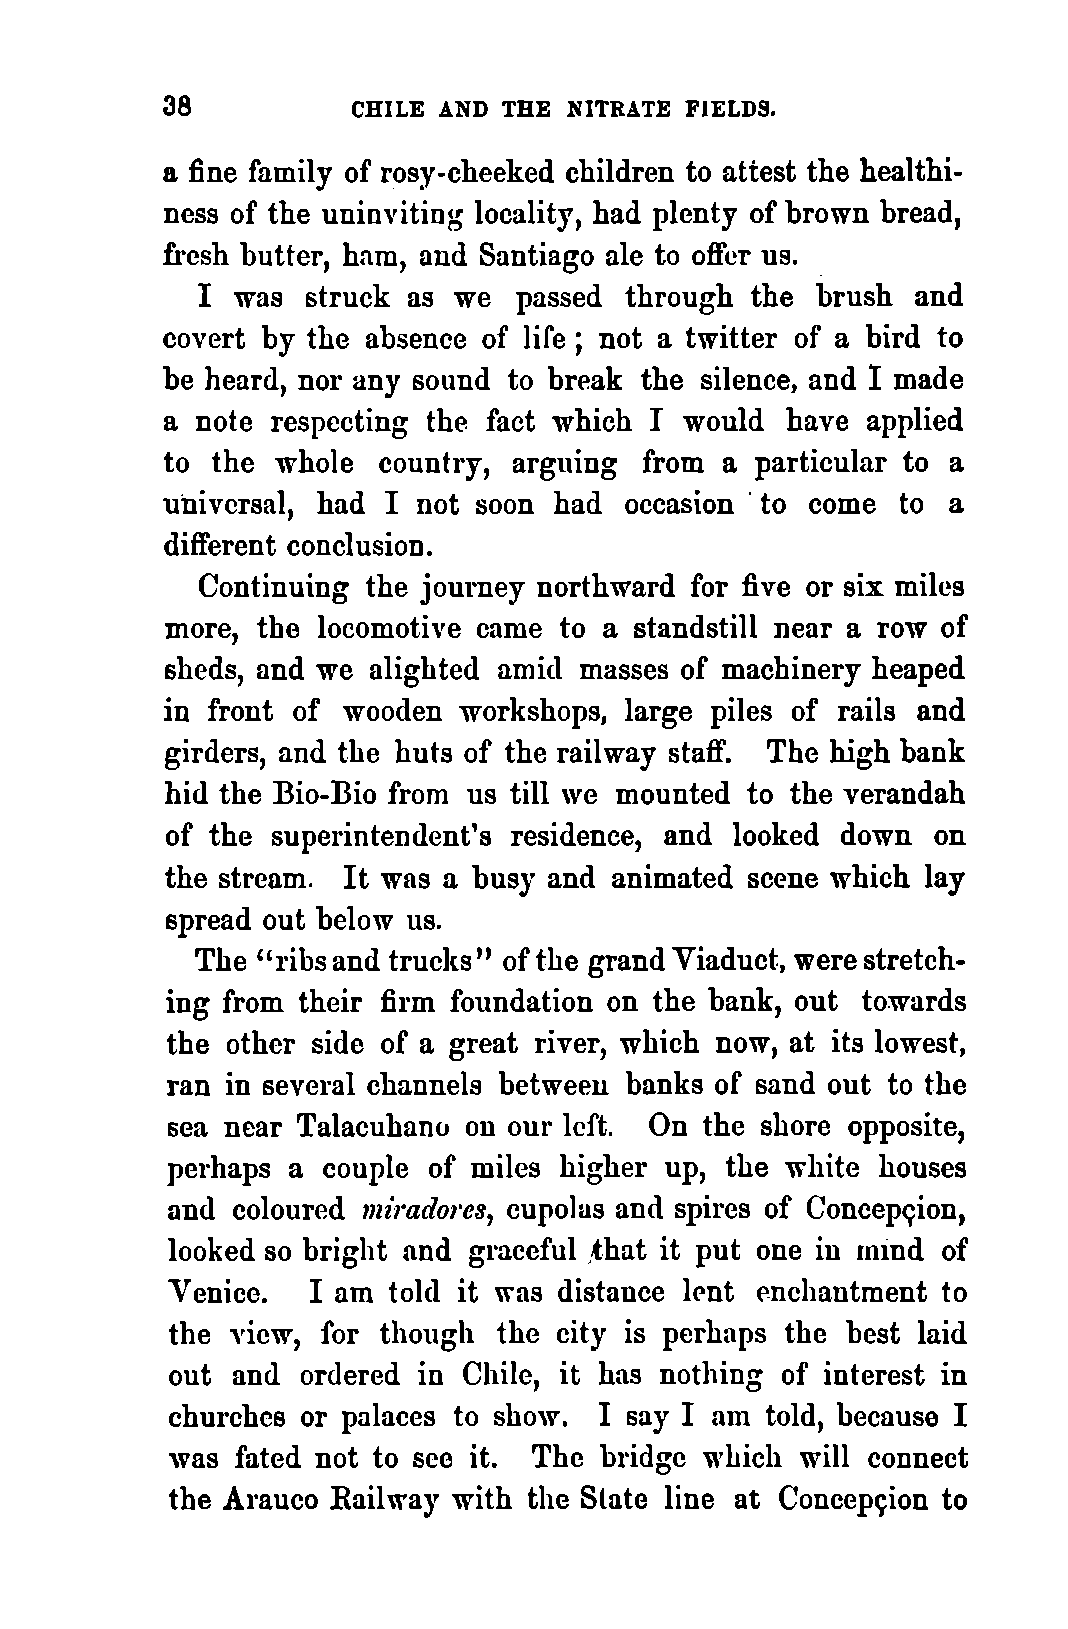 38 CHILE AND THE NITRATE FIELDS.
a fine family of rosy-cheeked children to attest the healthi-
ness of the uninviting locality, had plenty of brown bread,
fresh butter, ham, and Santiago ale to offer us.
I was struck as we passed through the brush and
covert by the absence of life ; not a twitter of a bird to
be heard, nor any sound to break the silence, and I made
a note respecting the fact which I would have applied
to the whole country, arguing from a particular to a
universal, had I not soon had occasion to come to a
different conclusion.
Continuing the journey northward for five or six miles
more, the locomotive came to a standstill near a row of
sheds, and we alighted amid masses of machinery heaped
in front of wooden workshops, large piles of rails and
girders, and the huts of the railway staff. The high bank
hid the Bio-Bio from us till we mounted to the verandah
of the superintendent's residence, and looked down on
the stream. It was a busy and animated scene which lay
spread out below us.
The "ribs and trucks" of the grand Viaduct, were stretch-
ing from their firm foundation on the bank, out towards
the other side of a great river, which now, at its lowest,
ran in several channels between banks of sand out to the
sea near Talacuhano on our left. On the shore opposite,
perhaps a couple of miles higher up, the white houses
and coloured miradores, cupolas and spires of Concepçion,
looked so bright and graceful that it put one in mind of
Venice. I am told it was distance lent enchantment to
the view, for though the city is perhaps the best laid
out and ordered in Chile, it has nothing of interest in
churches or palaces to show. I say I am told, because I
was fated not to see it. The bridge which will connect
the Arauco Railway with the State line at Concepçion to